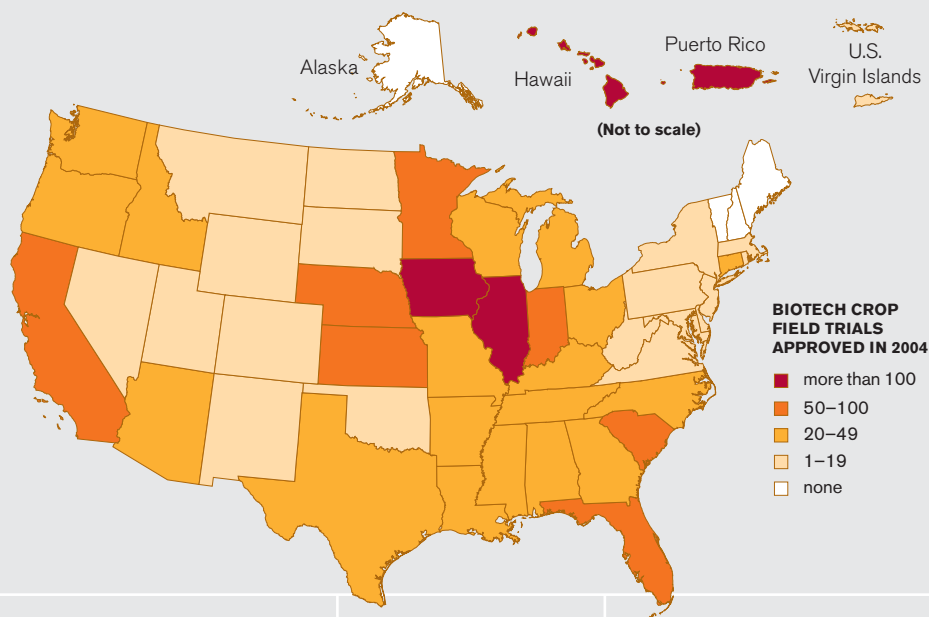 Alaska
Hawaii
Puerto Rico
U.S.
Virgin Islands
(Not to scale)
BIOTECH CROP
FIELD TRIALS
APPROVED IN 2004
more than 100
50–100
20–49
1–19
none